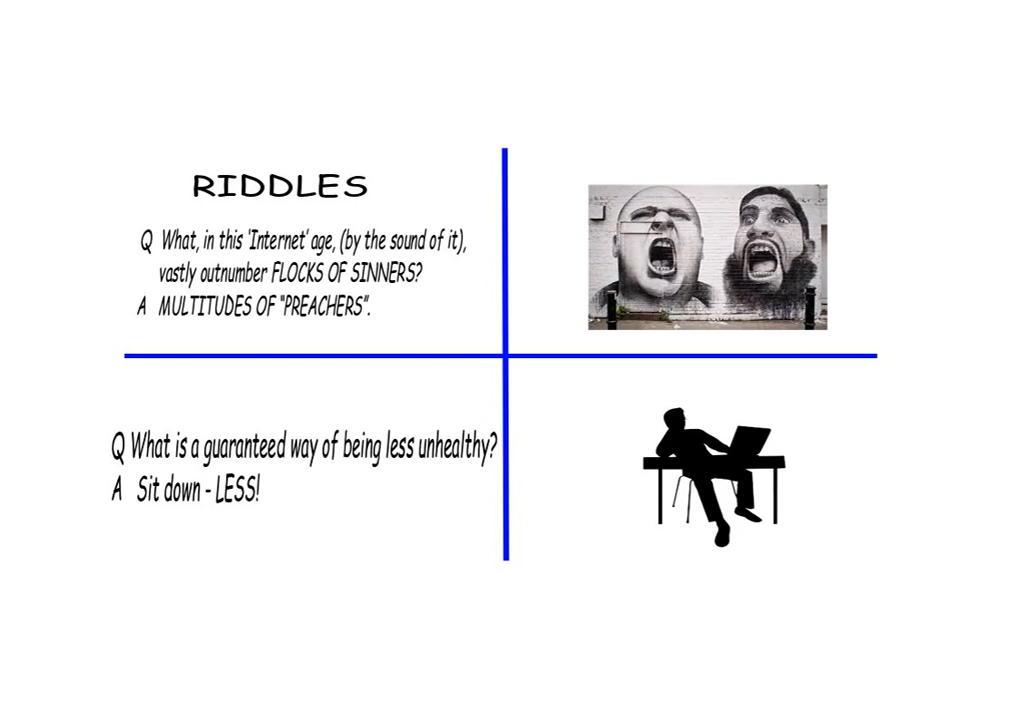 RIDDLES
Q What, in this 'Internet' age, (by the sound of it),
vastly outnumber FLOCKS OF SINNERS?
A MULTITUDES OF "PREACHERS".
Q What is a guaranteed way of being less unhealthy?
A Sit down - LESS!